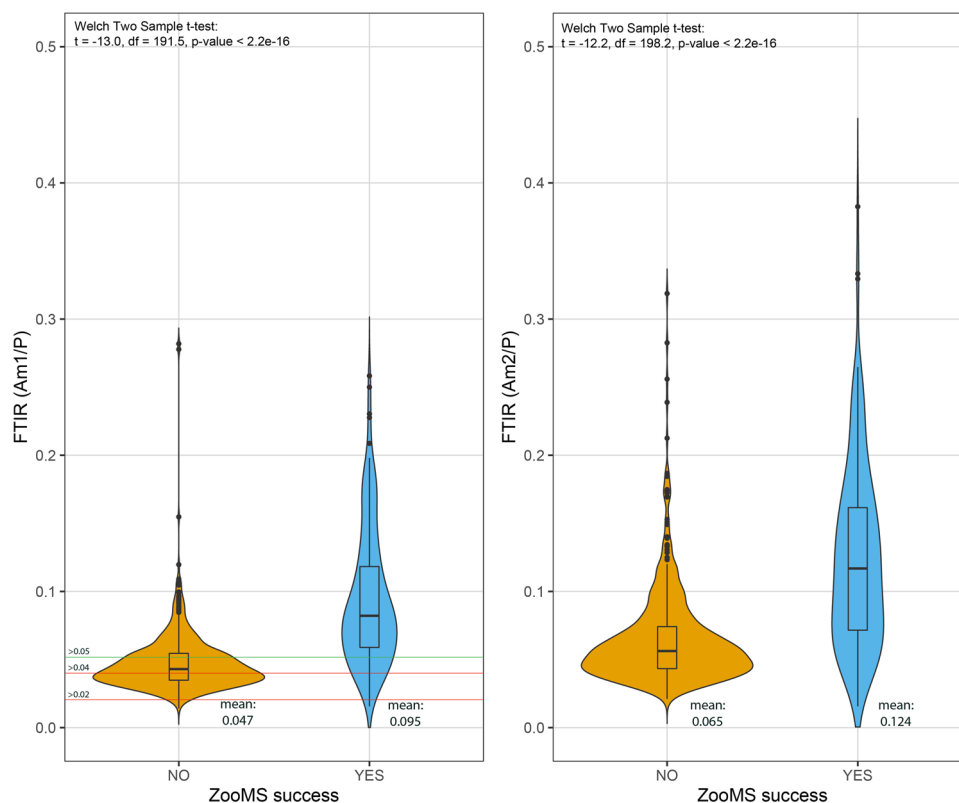 Welch Two Sample t-test:
t = -13.0, df = 191.5, p-value < 2.2e-16
0.5
0.4
0.3
0.2
0.1
0.0
FTIR (Am1/P)
>0.05
>0.04
>0.02
mean:
0.047
mean:
0.095
NO
YES
ZooMS success
Welch Two Sample t-test:
t = -12.2, df = 198.2, p-value < 2.2e-16
0.5
0.4
0.3
0.2
0.1
0.0
FTIR (Am2/P)
mean:
0.065
mean:
0.124
NO
YES
ZooMS success